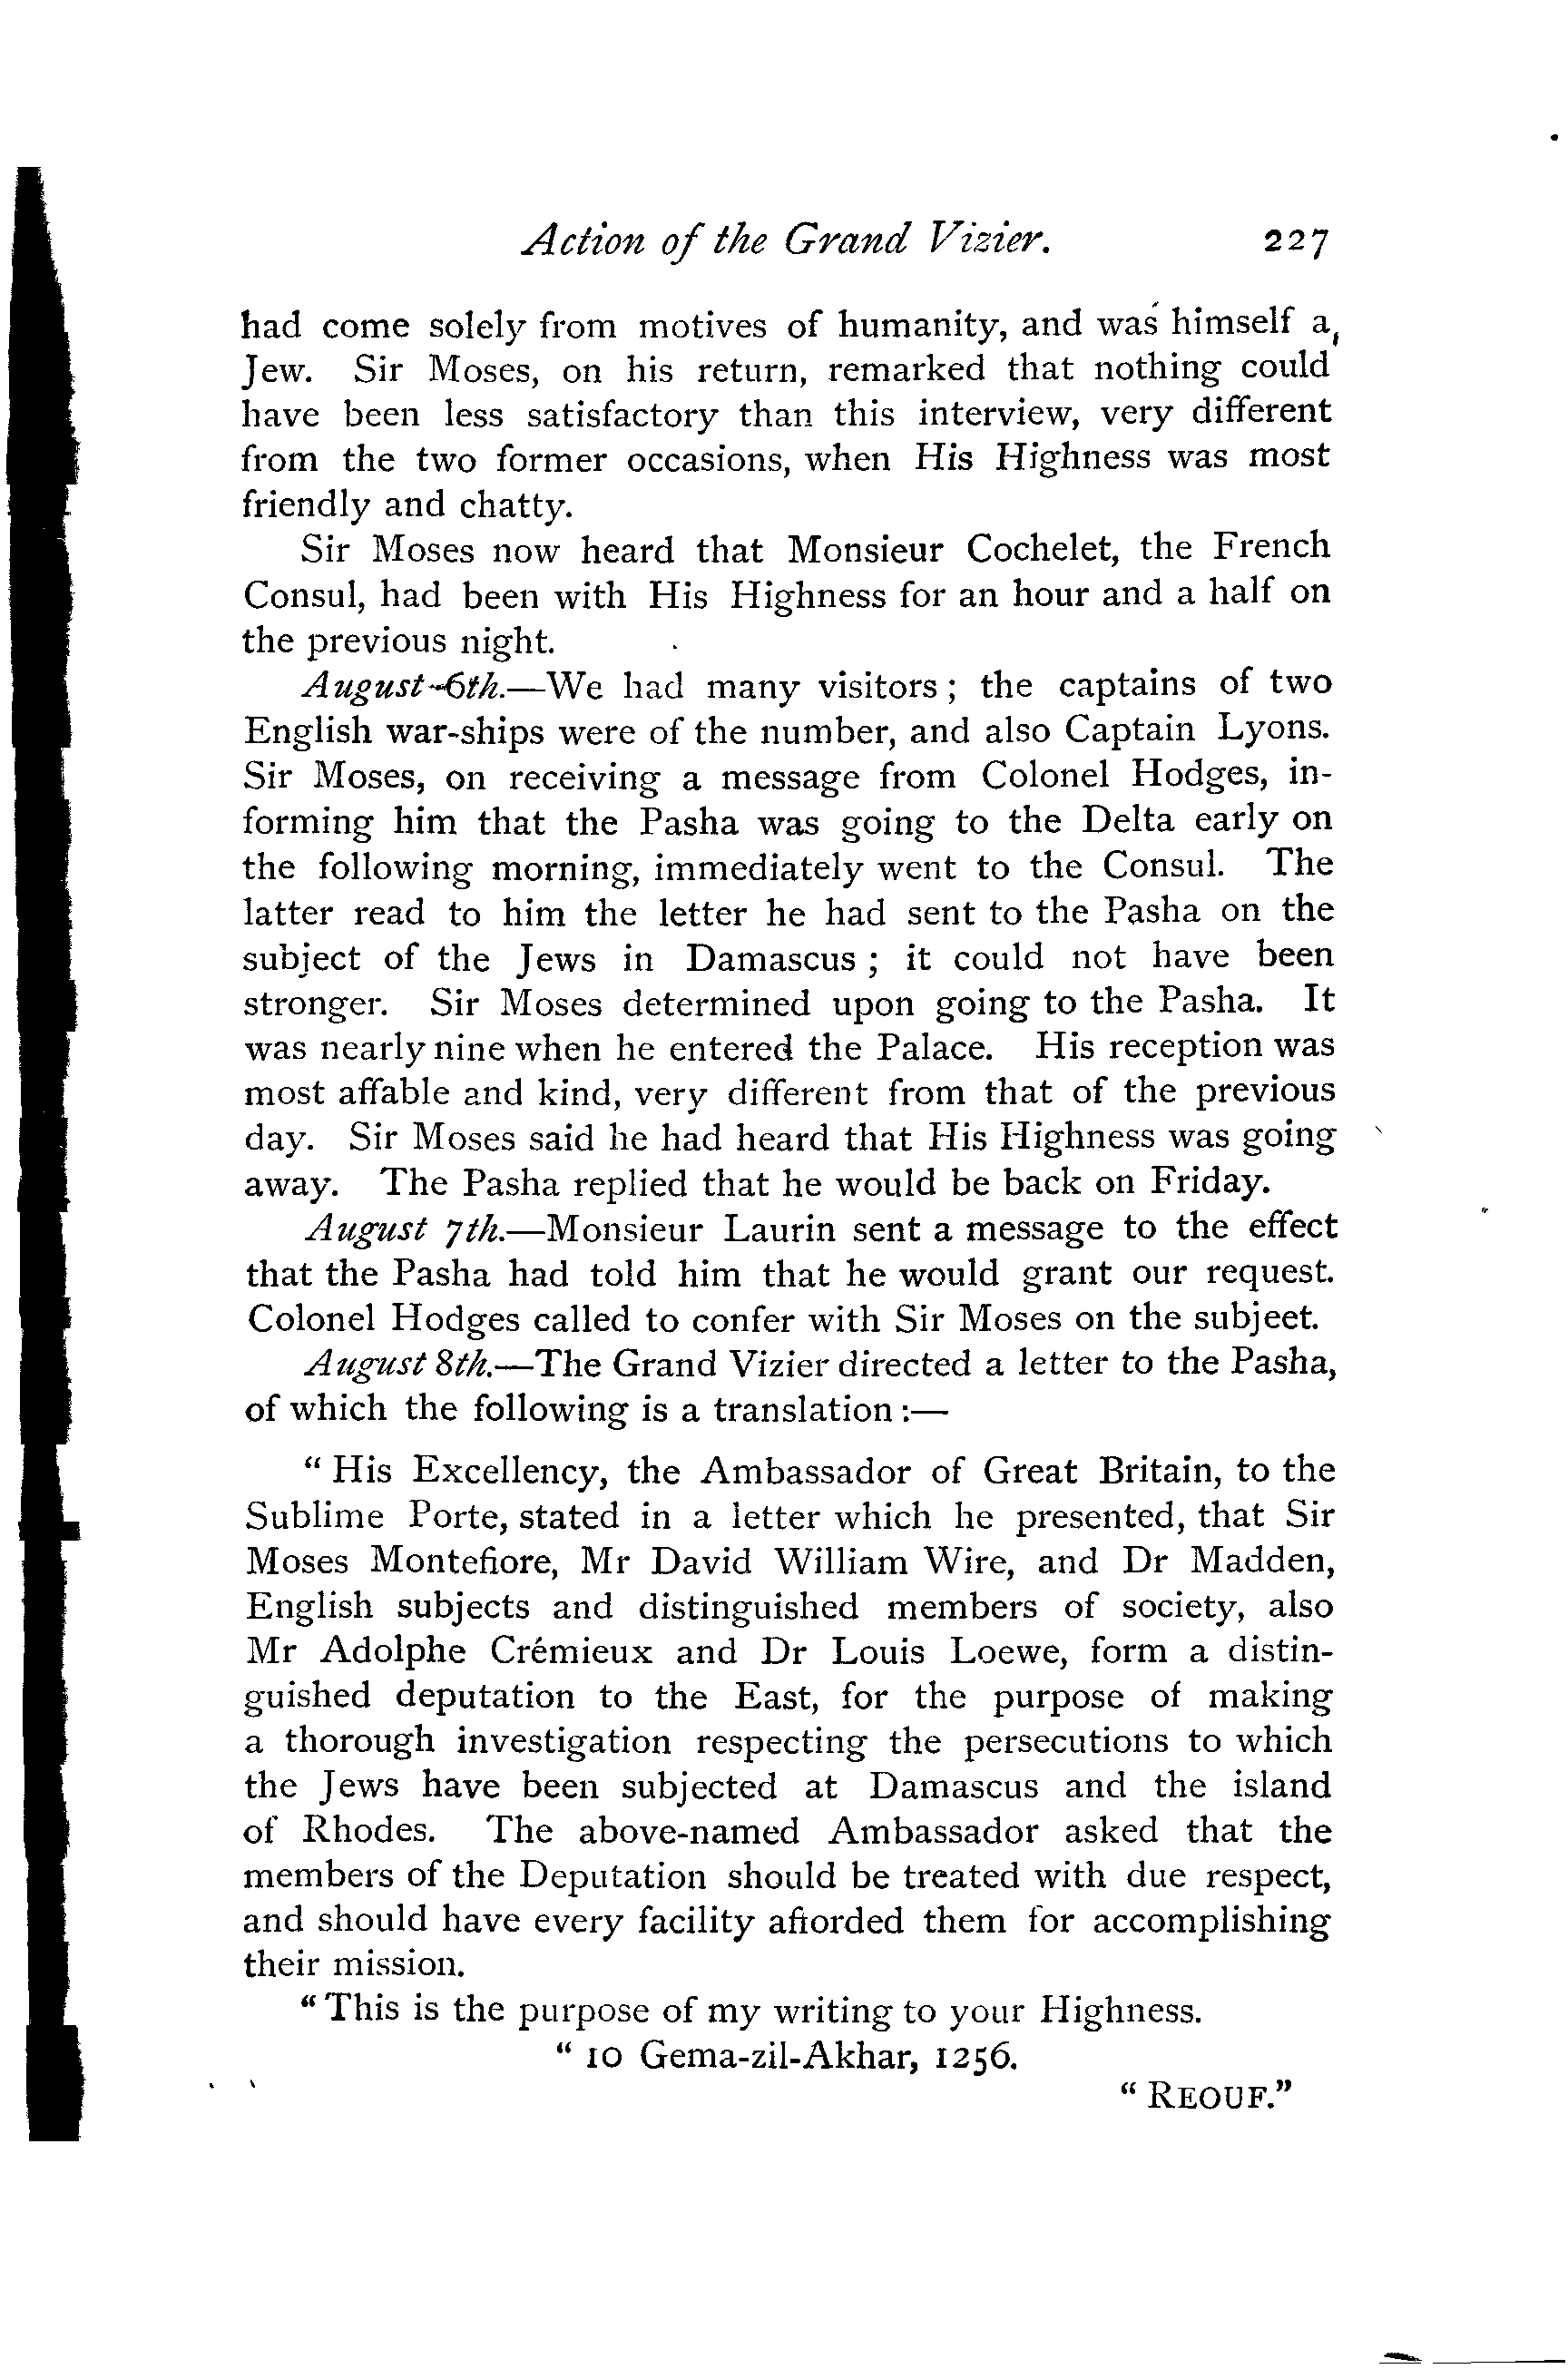 Action of the Grand Vizier. 227
had come solely from motives of humanity, and was himself a
Jew. Sir Moses, on his return, remarked that nothing could
have been less satisfactory than this interview, very different
from the two former occasions, when His Highness was most
friendly and chatty.
Sir Moses now heard that Monsieur Cochelet, the French
Consul, had been with His Highness for an hour and a half on
the previous night.
August 6th.—We had many visitors; the captains of two
English war-ships were of the number, and also Captain Lyons.
Sir Moses, on receiving a message from Colonel Hodges, in-
forming him that the Pasha was going to the Delta early on
the following morning, immediately went to the Consul. The
latter read to him the letter he had sent to the Pasha on the
subject of the Jews in Damascus; it could not have been
stronger. Sir Moses determined upon going to the Pasha. It
was nearly nine when he entered the Palace. His reception was
most affable and kind, very different from that of the previous
day. Sir Moses said he had heard that His Highness was going
away. The Pasha replied that he would be back on Friday.
August 7th.—Monsieur Laurin sent a message to the effect
that the Pasha had told him that he would grant our request.
Colonel Hodges called to confer with Sir Moses on the subjeet.
August 8th.—The Grand Vizier directed a letter to the Pasha,
of which the following is a translation:—
“His Excellency, the Ambassador of Great Britain, to the
Sublime Porte, stated in a letter which he presented, that Sir
Moses Montefiore, Mr David William Wire, and Dr Madden,
English subjects and distinguished members of society, also
Mr Adolphe Crémieux and Dr Louis Loewe, form a distin-
guished deputation to the East, for the purpose of making
a thorough investigation respecting the persecutions to which
the Jews have been subjected at Damascus and the island
of Rhodes. The above-named Ambassador asked that the
members of the Deputation should be treated with due respect,
and should have every facility afforded them for accomplishing
their mission.
“This is the purpose of my writing to your Highness.
“10 Gema-zil-Akhar, 1256.
“REOUF.”